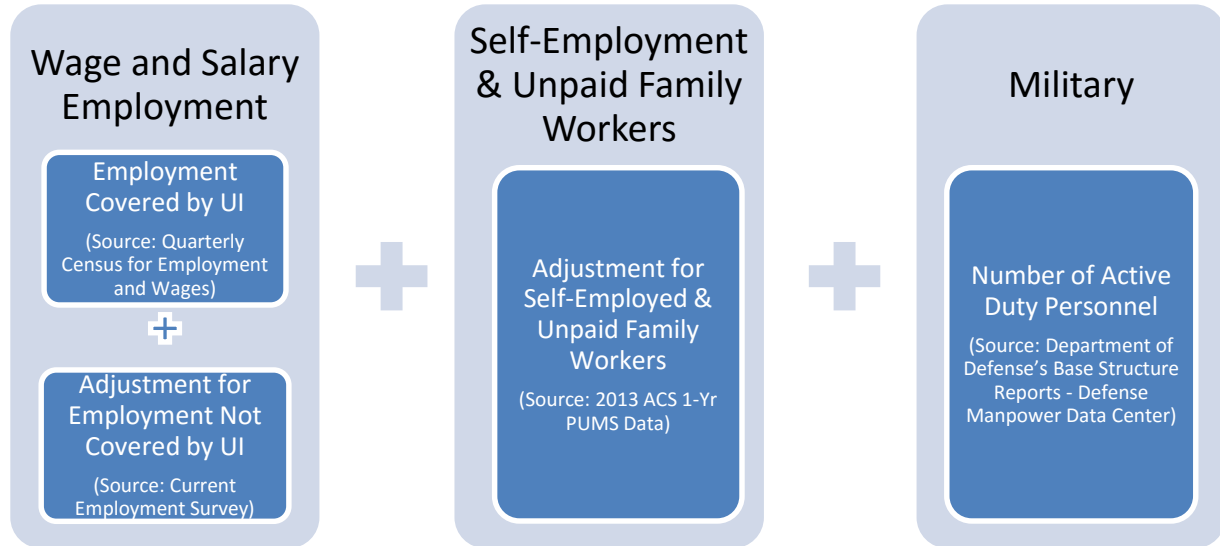 Wage and Salary
Employment
Employment
Covered by UI
(Source: Quarterly
Census for Employment
and Wages)
+
Adjustment for
Employment Not
Covered by UI
(Source: Current
Employment Survey)
Self-Employment
& Unpaid Family
Workers
Adjustment for
Self-Employed &
Unpaid Family
Workers
(Source: 2013 ACS 1-Yr
PUMS Data)
Military
Number of Active
Duty Personnel
(Source: Department of
Defense’s Base Structure
Reports - Defense
Manpower Data Center)